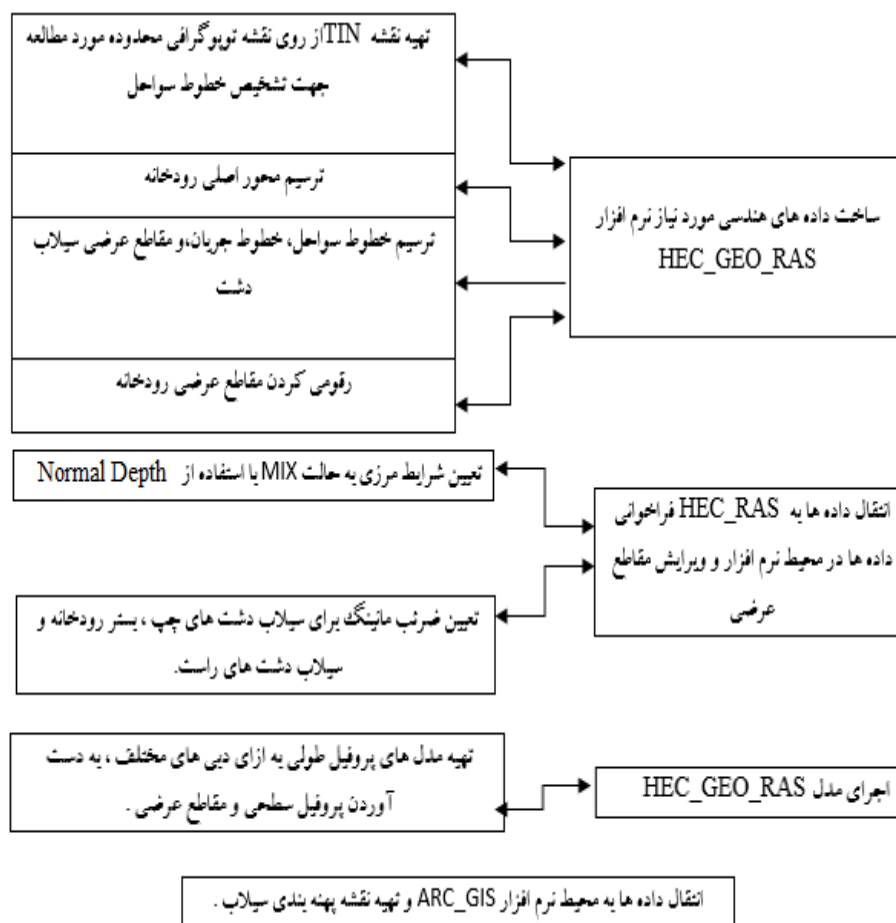 تهیه نقشه TINاز روی نقشه توپوگرافی محدوده مورد مطالعه
جهت تشخیص خطوط سواحل
ترسیم محور اصلی رودخانه
ترسیم خطوط سواحل، خطوط جریان،و مقاطع عرضی سیلاب
دشت
رقومی کردن مقاطع عرضی رودخانه
ساخت داده های هندسی مورد نیاز نرم افزار
HEC_GEO_RAS
تعیین شرایط مرزی به حالت MIX با استفاده از Normal Depth
تعیین ضرئب مانینگ برای سیلاب دشت های چپ ، بستر رودخانه و
سیلاب دشت های راست.
انتقال داده ها به HEC_RAS فراخوانی
داده ها در محیط نرم افزار و ویرایش مقاطع
عرضی
تهیه مدل های پروفیل طولی به ازای دبی های مختلف ، به دست
آوردن پروفیل سطحی و مقاطع عرضی .
اجرای مدل HEC_GEO_RAS
انتقال داده ها به محیط نرم افزار ARC_GIS و تهیه نقشه پهنه بندی سیلاب .